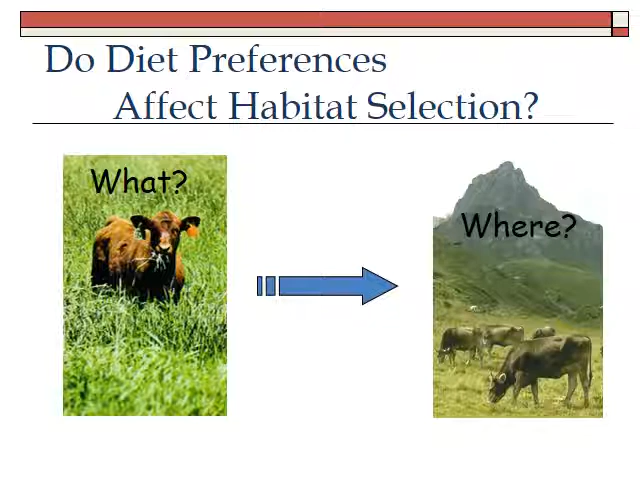 Do Diet Preferences
Affect Habitat Selection?
What?
Where?